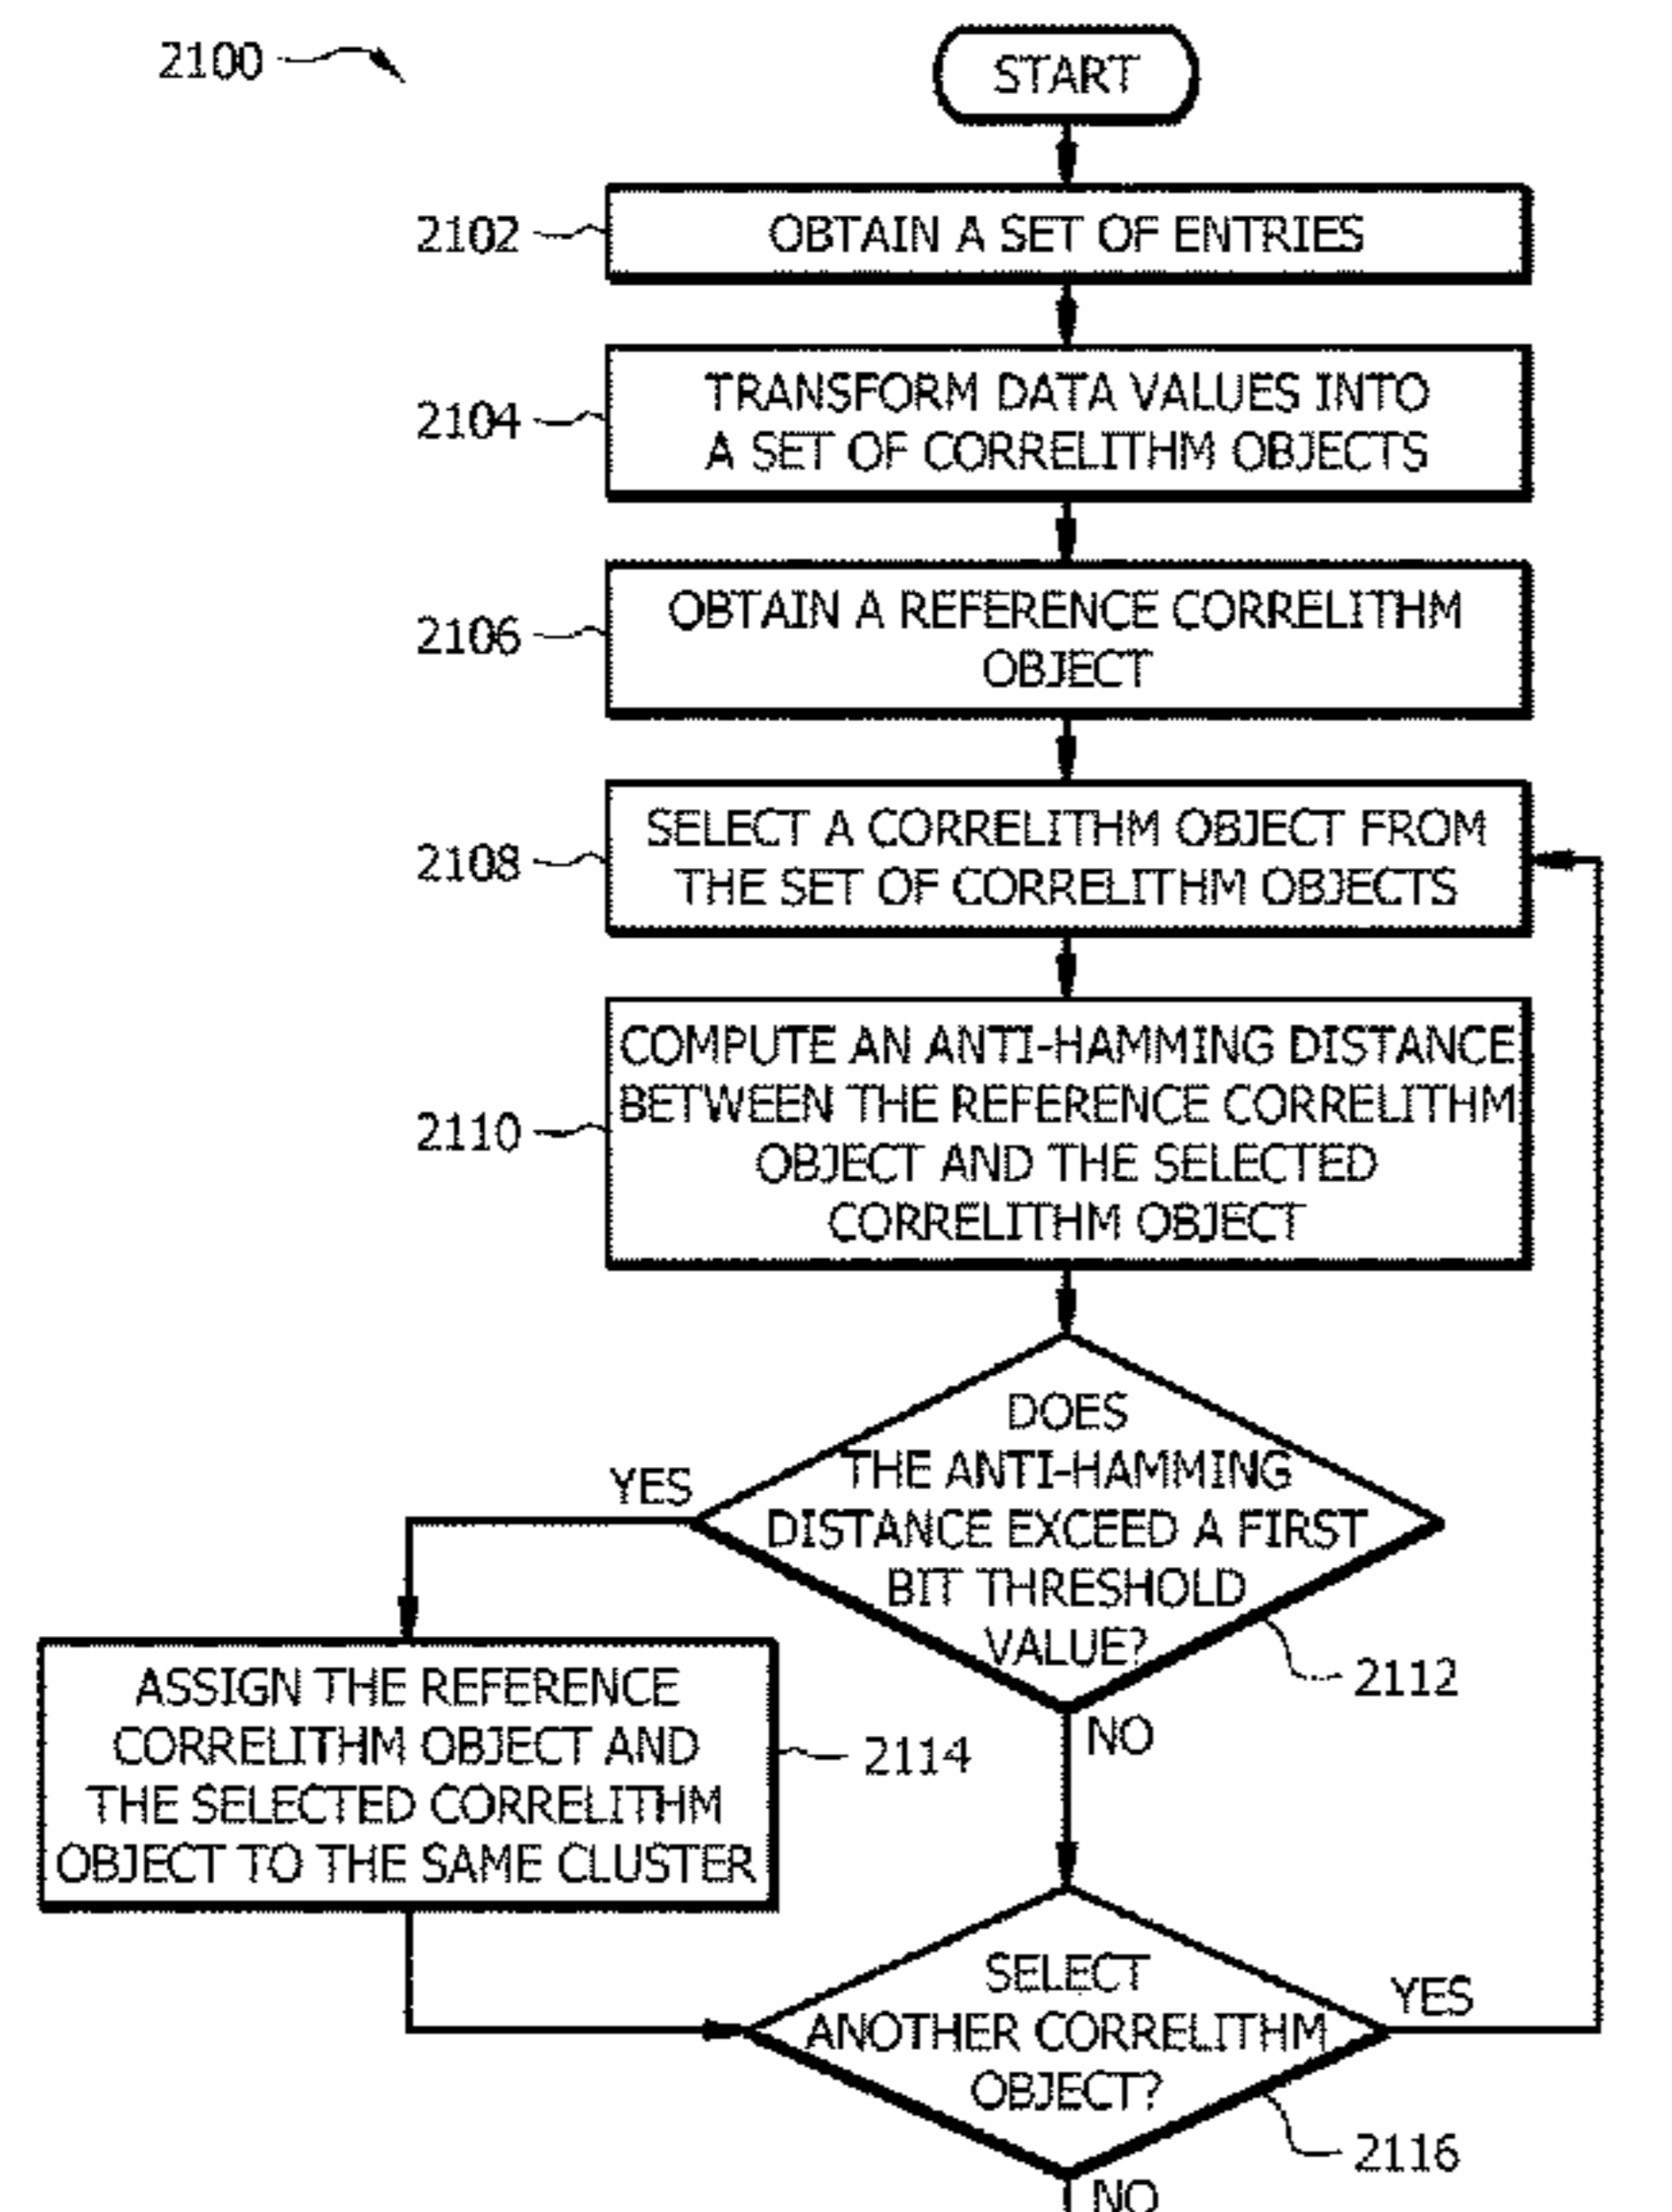 2100
START
2102
OBTAIN A SET OF ENTRIES
2104
TRANSFORM DATA VALUES INTO
A SET OF CORRELITHM OBJECTS
2106
OBTAIN A REFERENCE CORRELITHM
OBJECT
2108
SELECT A CORRELITHM OBJECT FROM
THE SET OF CORRELITHM OBJECTS
2110
COMPUTE AN ANTI-HAMMING DISTANCE
BETWEEN THE REFERENCE CORRELITHM
OBJECT AND THE SELECTED
CORRELITHM OBJECT
DOES
THE ANTI-HAMMING
DISTANCE EXCEED A FIRST
BIT THRESHOLD
VALUE?
2112
YES
NO
ASSIGN THE REFERENCE
CORRELITHM OBJECT AND
THE SELECTED CORRELITHM
OBJECT TO THE SAME CLUSTER
2114
SELECT
ANOTHER CORRELITHM
OBJECT?
YES
2116
NO